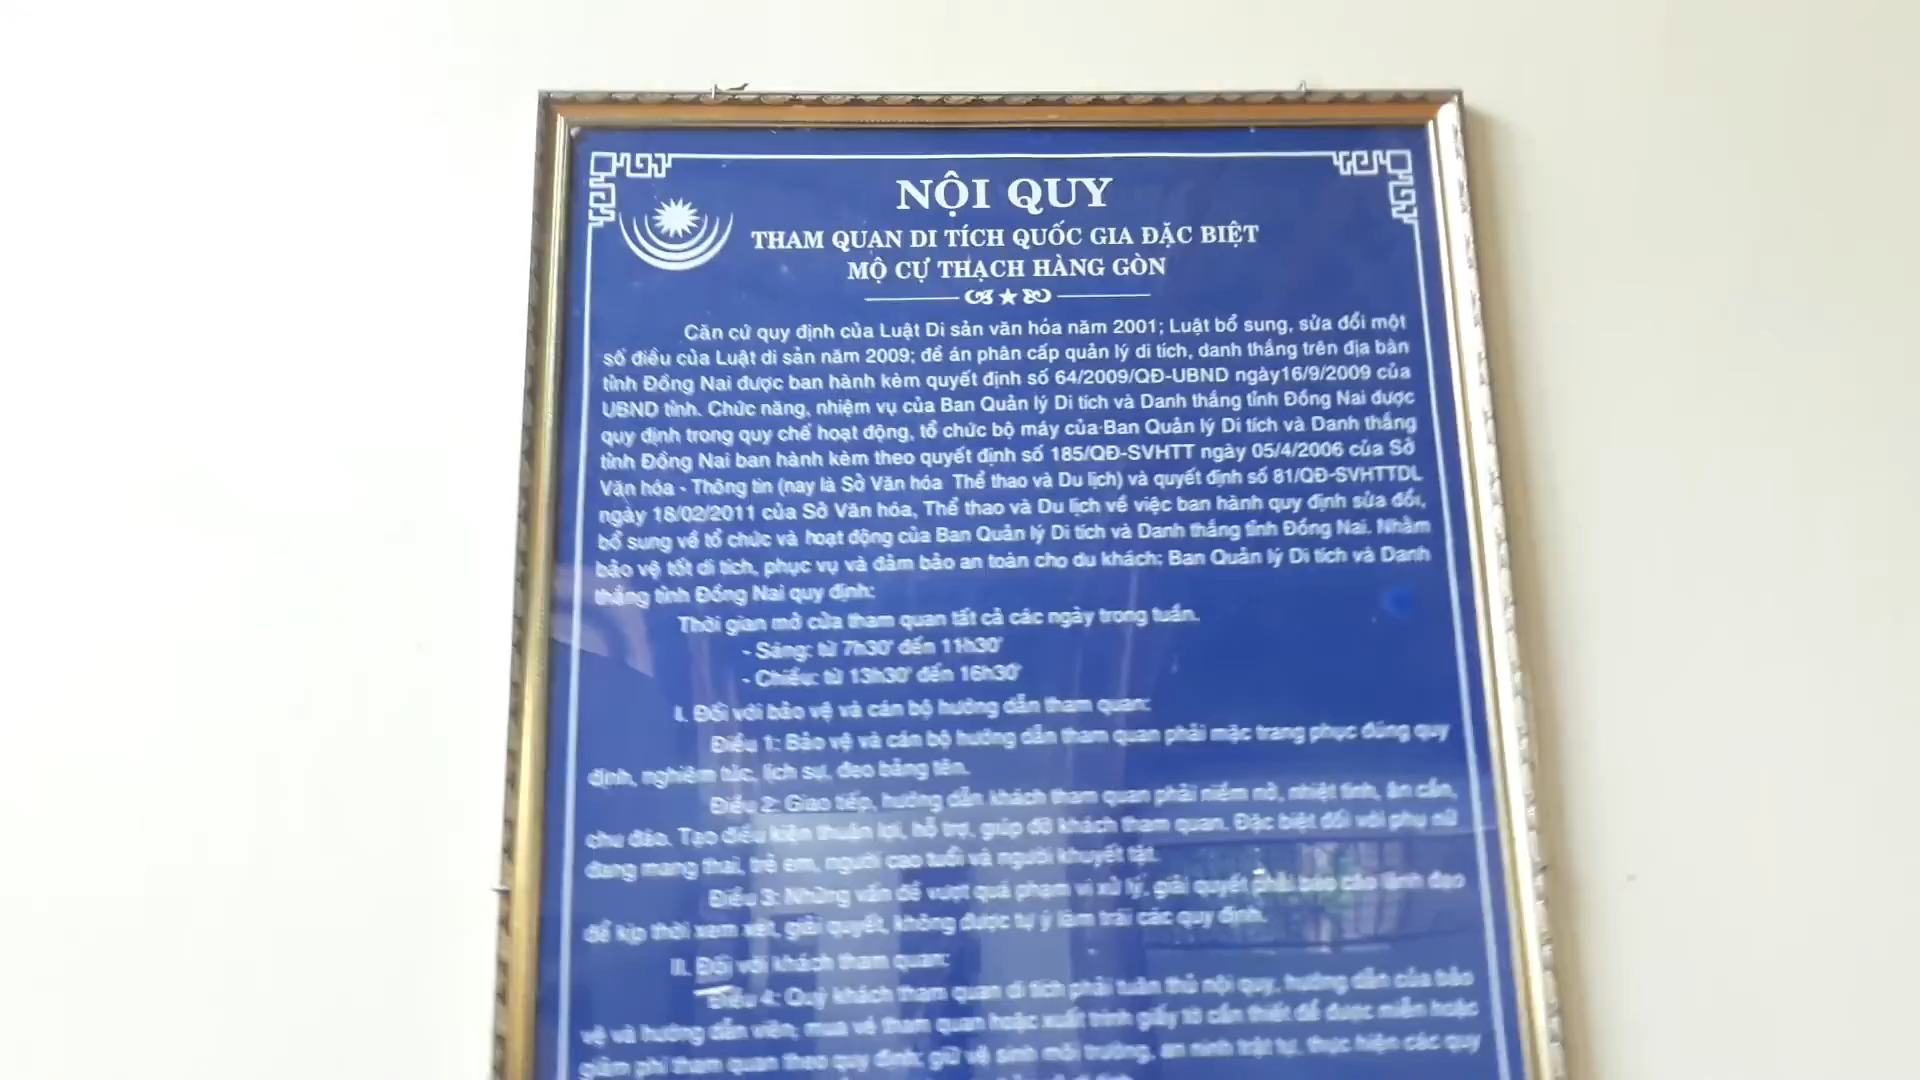 NỘI QUY
THAM QUAN DI TÍCH QUỐC GIA ĐẶC BIỆT
MỘ CỰ THẠCH HÀNG GÒN
Căn cứ quy định của Luật Di sản văn hóa năm 2001; Luật bổ sung, sửa đổi một
số điều của Luật di sản năm 2009; đề án phân cấp quản lý di tích, danh thắng trên địa bàn
tỉnh Đồng Nai được ban hành kèm quyết định số 64/2009/QĐ-UBND ngày16/9/2009 của
UBND tỉnh. Chức năng, nhiệm vụ của Ban Quản lý Di tích và Danh thắng tỉnh Đồng Nai được
quy định trong quy chế hoạt động, tổ chức bộ máy của Ban Quản lý Di tích và Danh thắng
tỉnh Đồng Nai ban hành kèm theo quyết định số 185/QĐ-SVHTT ngày 05/4/2006 của Sở
Văn hóa - Thông tin (nay là Sở Văn hóa Thể thao và Du lịch) và quyết định số 81/QĐ-SVHTTDL
ngày 18/02/2011 của Sở Văn hóa, Thể thao và Du lịch về việc ban hành quy định sửa đổi,
bổ sung về tổ chức và hoạt động của Ban Quản lý Di tích và Danh thắng tỉnh Đồng Nai. Nhằm
bảo vệ tốt di tích, phục vụ và đảm bảo an toàn cho du khách; Ban Quản lý Di tích và Danh
thắng tỉnh Đồng Nai quy định:
Thời gian mở cửa tham quan tất cả các ngày trong tuần.
- Sáng: từ 7h30' đến 11h30'
- Chiều: từ 13h30' đến 16h30'
I. Đối với bảo vệ và cán bộ hướng dẫn tham quan:
Điều 1: Bảo vệ và cán bộ hướng dẫn tham quan phải mặc trang phục đúng quy
định, nghiêm túc, lịch sự, đeo bảng tên.
Điều 2: Giao tiếp, hướng dẫn khách tham quan phải niềm nở, nhiệt tình, ân cần,
chu đáo. Tạo điều kiện thuận lợi, hỗ trợ, giúp đỡ khách tham quan. Đặc biệt đối với phụ nữ
đang mang thai, trẻ em, người cao tuổi và người khuyết tật.
Điều 3: Những vấn đề vượt quá phạm vi xử lý, giải quyết phải báo cáo lãnh đạo
để kịp thời xem xét, giải quyết, không được tự ý làm trái các quy định.
II. Đối với khách tham quan:
Điều 4: Quý khách tham quan di tích phải tuân thủ nội quy, hướng dẫn của bảo
vệ và hướng dẫn viên; mua vé tham quan hoặc xuất trình giấy tờ cần thiết để được miễn hoặc
giảm phí tham quan theo quy định; giữ vệ sinh môi trường, an ninh trật tự, thực hiện các quy